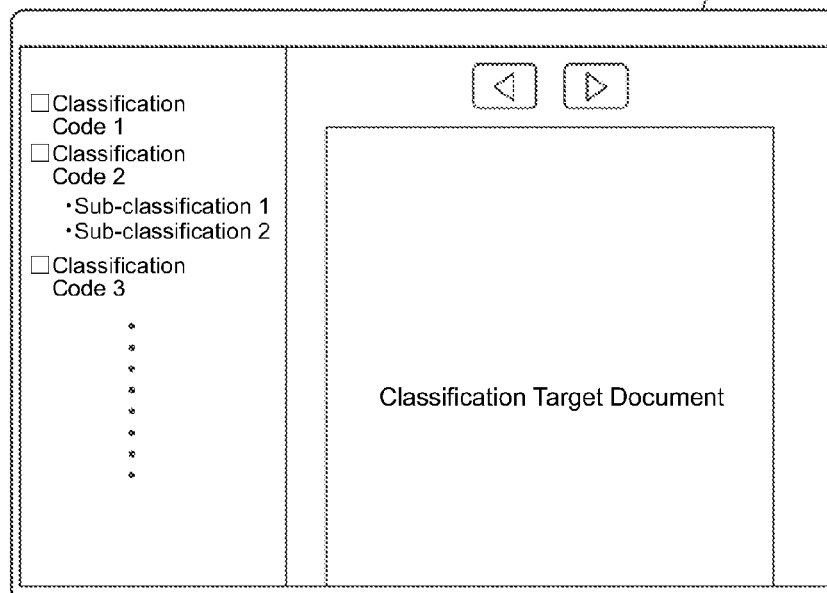 Classification
Code 1
Classification
Code 2
・Sub-classification 1
・Sub-classification 2
Classification
Code 3
Classification Target Document